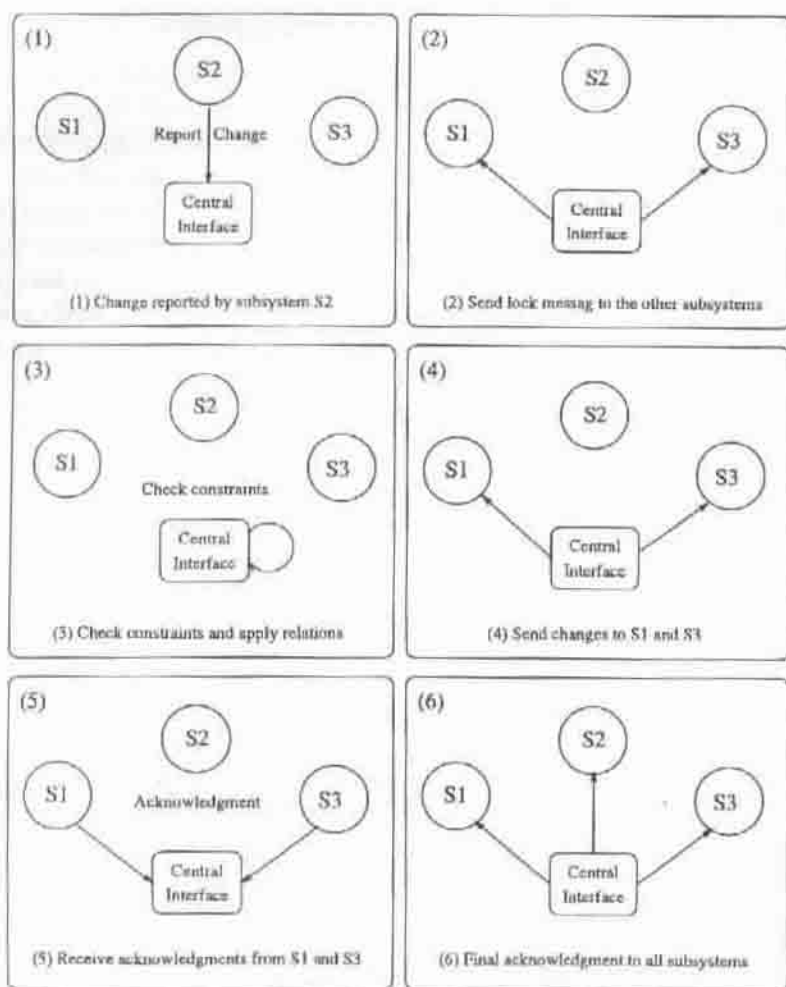 (1)
S2
S1
S3
Report Change
Central
Interface
(1) Change reported by subsystem S2
(2)
S2
S1
S3
Central
Interface
(2) Send lock messag to the other subsystems
(3)
S2
S1
S3
Check constraints
Central
Interface
(3) Check constraints and apply relations
(4)
S2
S1
S3
Central
Interface
(4) Send changes to S1 and S3
(5)
S2
S1
S3
Acknowledgment
Central
Interface
(5) Receive acknowledgments from S1 and S3
(6)
S2
S1
S3
Central
Interface
(6) Final acknowledgment to all subsystems